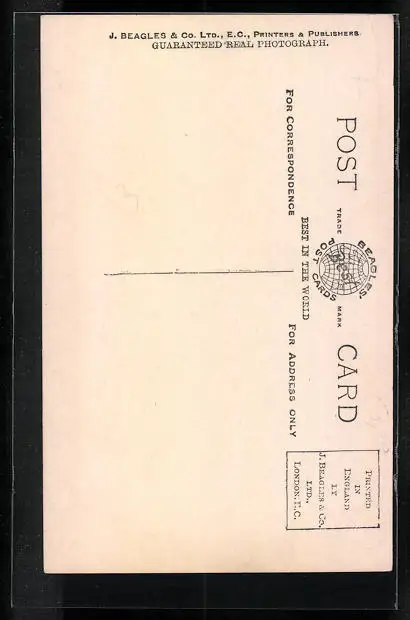 J. BEAGLES & CO. LTD., E.C., PRINTERS & PUBLISHERS
GUARANTEED REAL PHOTOGRAPH.
POST CARD
TRADE MARK
BEAGLES'
Best
POST CARDS
BEST IN THE WORLD
FOR CORRESPONDENCE
FOR ADDRESS ONLY
PRINTED
IN
ENGLAND
BY
J. BEAGLES & CO.
LTD.,
LONDON, E.C.